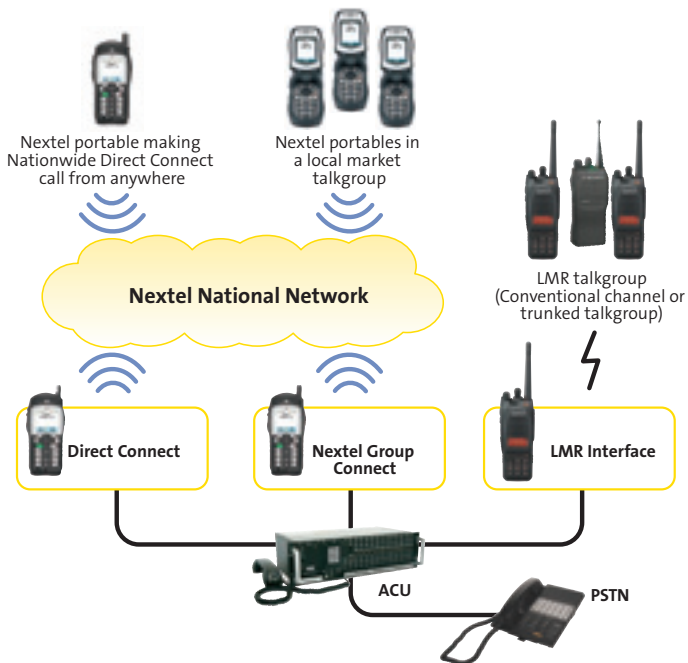 Nextel portable making
Nationwide Direct Connect
call from anywhere
Nextel portables in
a local market
talkgroup
LMR talkgroup
(Conventional channel or
trunked talkgroup)
Nextel National Network
Direct Connect
Nextel Group
Connect
LMR Interface
ACU
PSTN